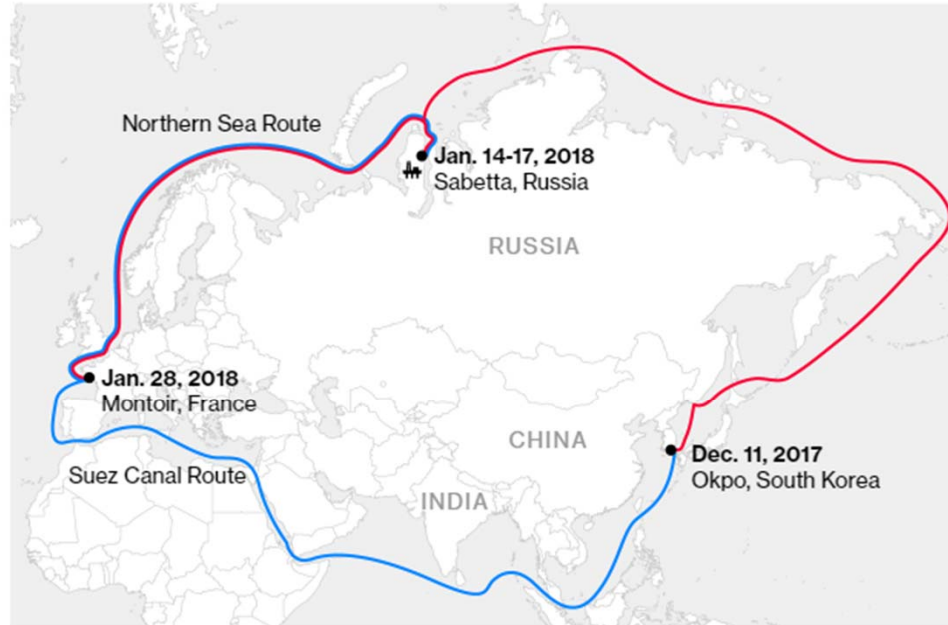 Northern Sea Route
Jan. 14-17, 2018
Sabetta, Russia
RUSSIA
Jan. 28, 2018
Montoir, France
CHINA
Dec. 11, 2017
Okpo, South Korea
Suez Canal Route
INDIA